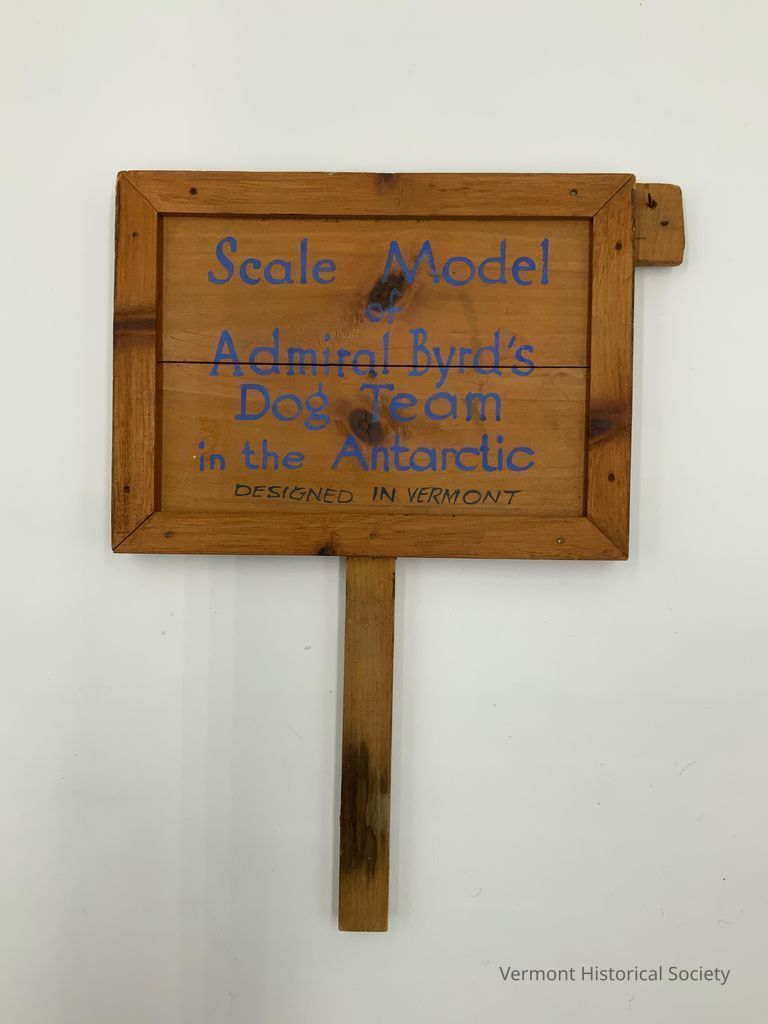 Scale Model
of
Admiral Byrd's
Dog Team
in the Antarctic
DESIGNED IN VERMONT
Vermont Historical Society